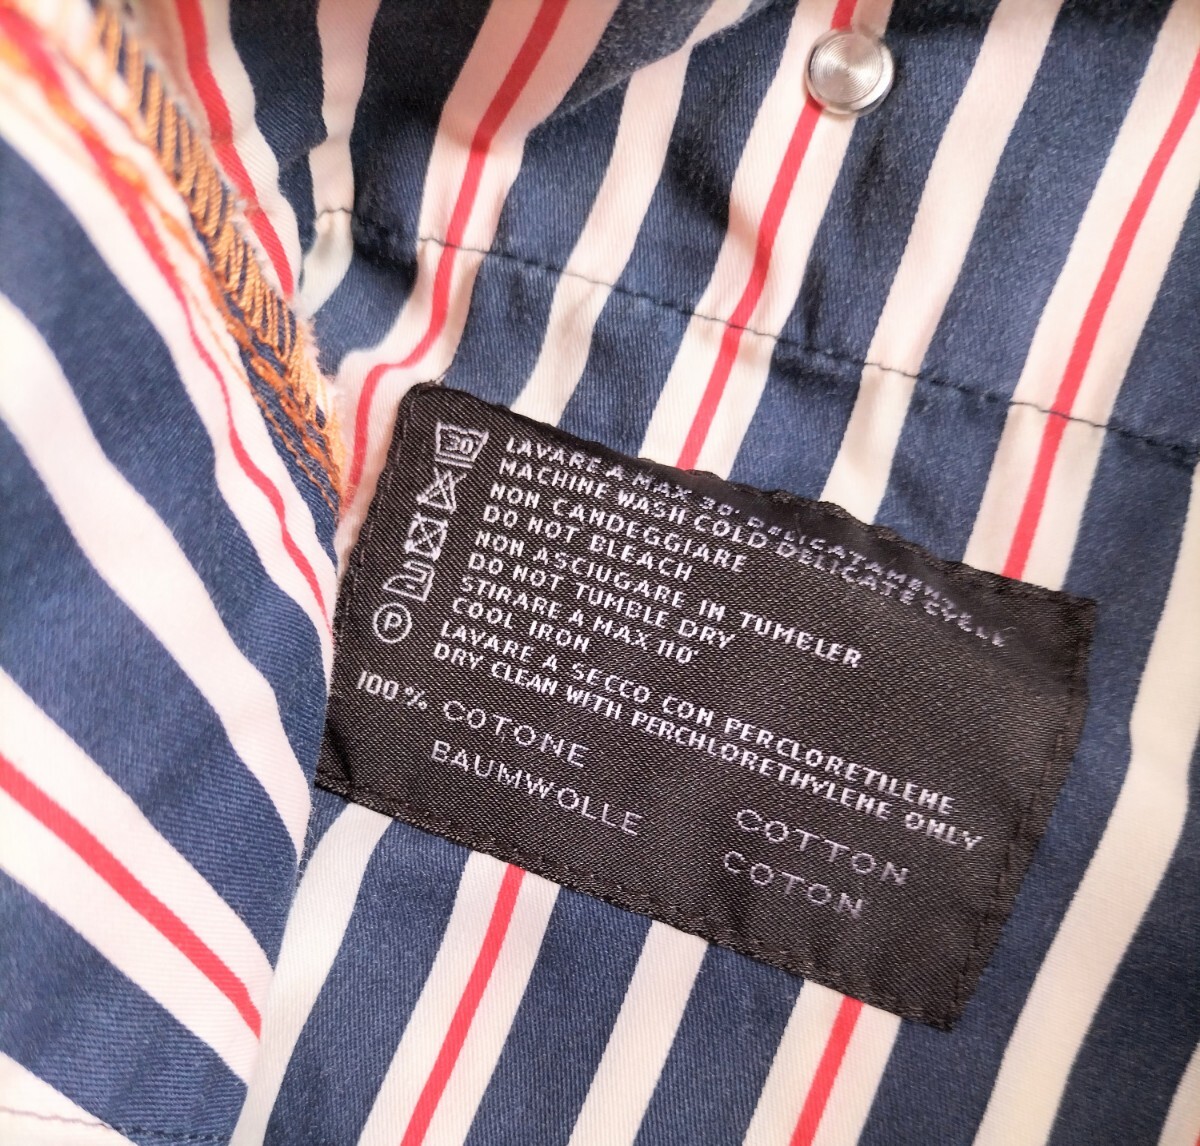 30
LAVARE A MAX 30° DELICATAMENTE
MACHINE WASH COLD DELICATE CYCLE
NON CANDEGGIARE
DO NOT BLEACH
NON ASCIUGARE IN TUMBLER
DO NOT TUMBLE DRY
STIRARE A MAX 110°
COOL IRON
P
LAVARE A SECCO CON PERCLORETILENE
DRY CLEAN WITH PERCHLORETHYLENE ONLY
100% COTONE COTTON
BAUMWOLLE COTON